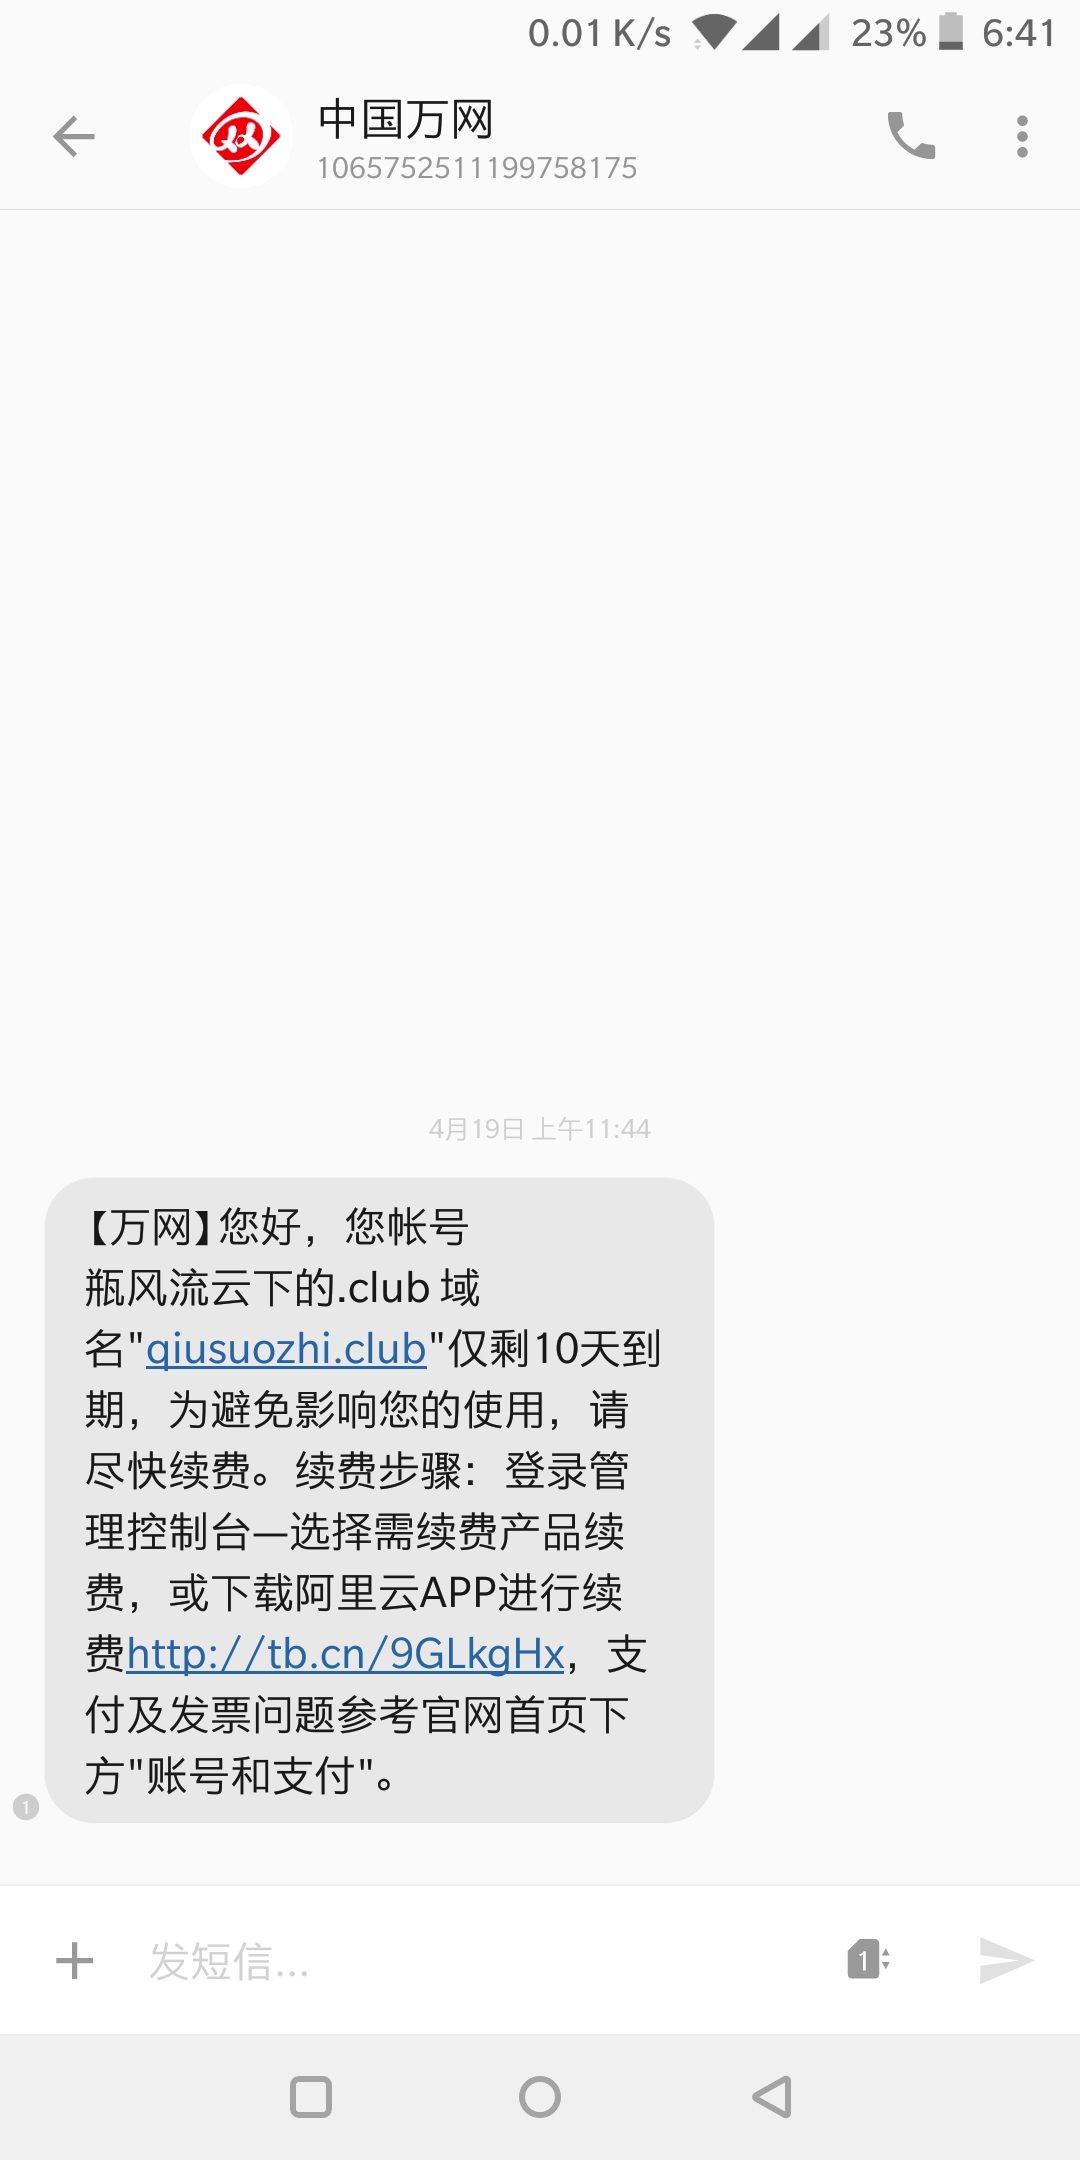 0.01 K/s 23% 6:41
中国万网
1065752511199758175
4月19日 上午11:44
【万网】您好，您帐号
瓶风流云下的.club 域
名"qiusuozhi.club"仅剩10天到
期，为避免影响您的使用，请
尽快续费。续费步骤：登录管
理控制台—选择需续费产品续
费，或下载阿里云APP进行续
费http://tb.cn/9GLkgHx，支
付及发票问题参考官网首页下
方"账号和支付"。
1
发短信...
1